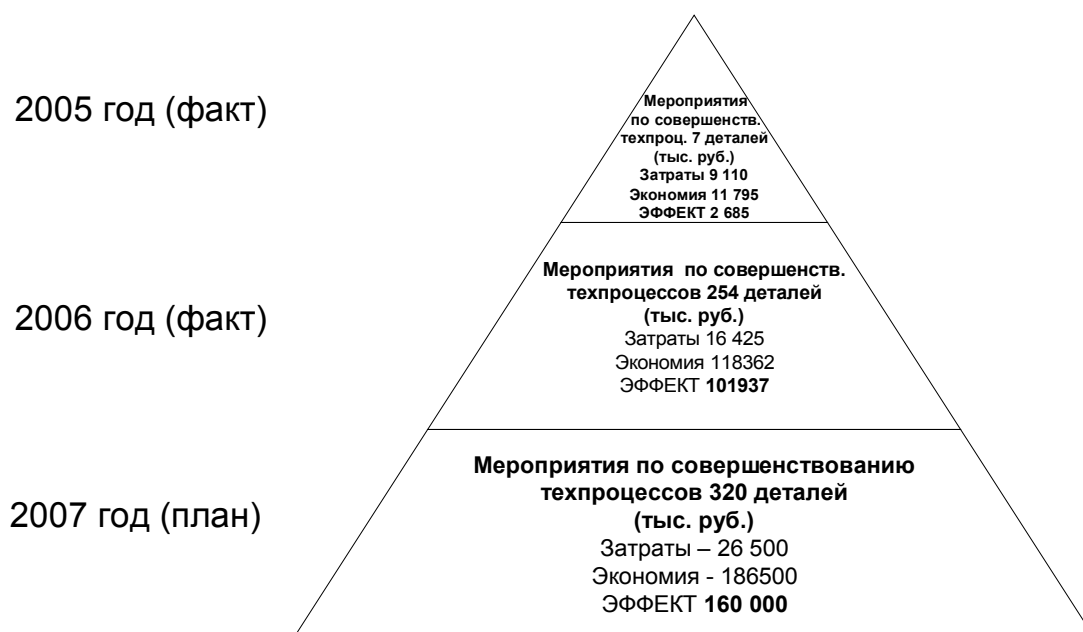 2005 год (факт)
Мероприятия
по совершенств.
техпроц. 7 деталей
(тыс. руб.)
Затраты 9 110
Экономия 11 795
ЭФФЕКТ 2 685
2006 год (факт)
Мероприятия по совершенств.
техпроцессов 254 деталей
(тыс. руб.)
Затраты 16 425
Экономия 118362
ЭФФЕКТ 101937
2007 год (план)
Мероприятия по совершенствованию
техпроцессов 320 деталей
(тыс. руб.)
Затраты – 26 500
Экономия - 186500
ЭФФЕКТ 160 000